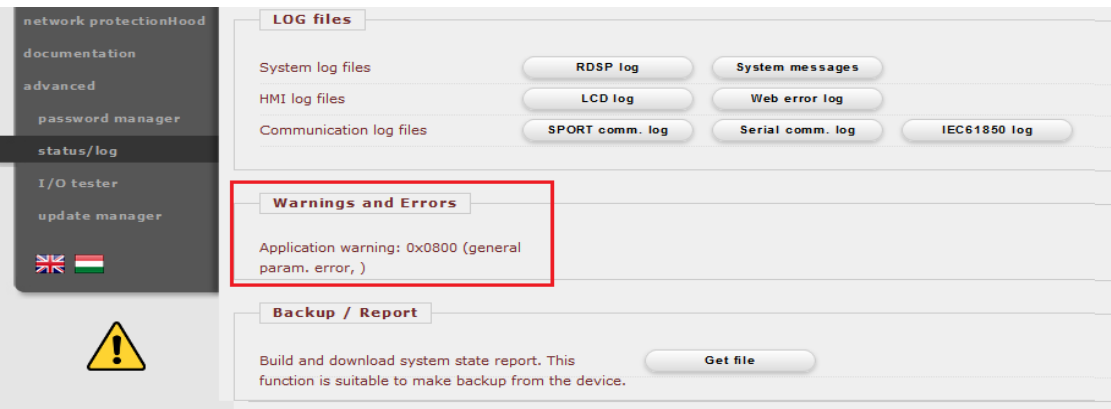 network protectionHood
documentation
advanced
password manager
status/log
I/O tester
update manager
LOG files
System log files RDSP log System messages
HMI log files LCD log Web error log
Communication log files SPORT comm. log Serial comm. log IEC61850 log
Warnings and Errors
Application warning: 0x0800 (general
param. error, )
Backup / Report
Build and download system state report. This Get file
function is suitable to make backup from the device.